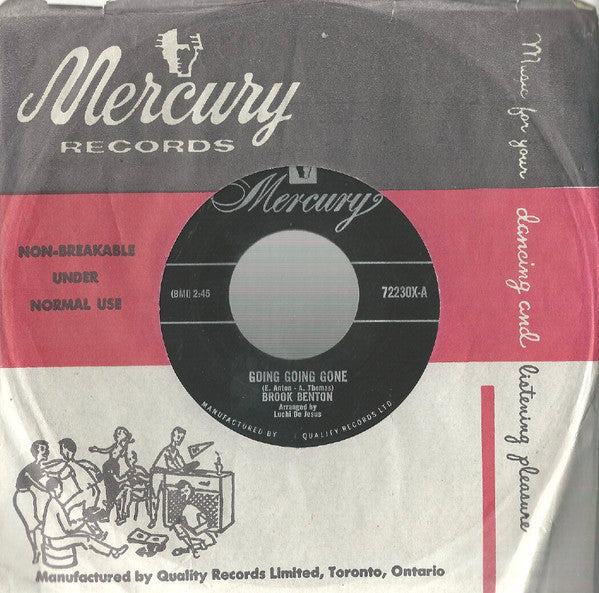 Mercury
RECORDS
Music for your dancing and listening pleasure
NON-BREAKABLE
UNDER
NORMAL USE
Mercury
(BMI) 2:45
72230X-A
GOING GOING GONE
(E. Anton - A. Thomas)
BROOK BENTON
Arranged by
Luchi De Jesus
MANUFACTURED BY QUALITY RECORDS LTD
Manufactured by Quality Records Limited, Toronto, Ontario